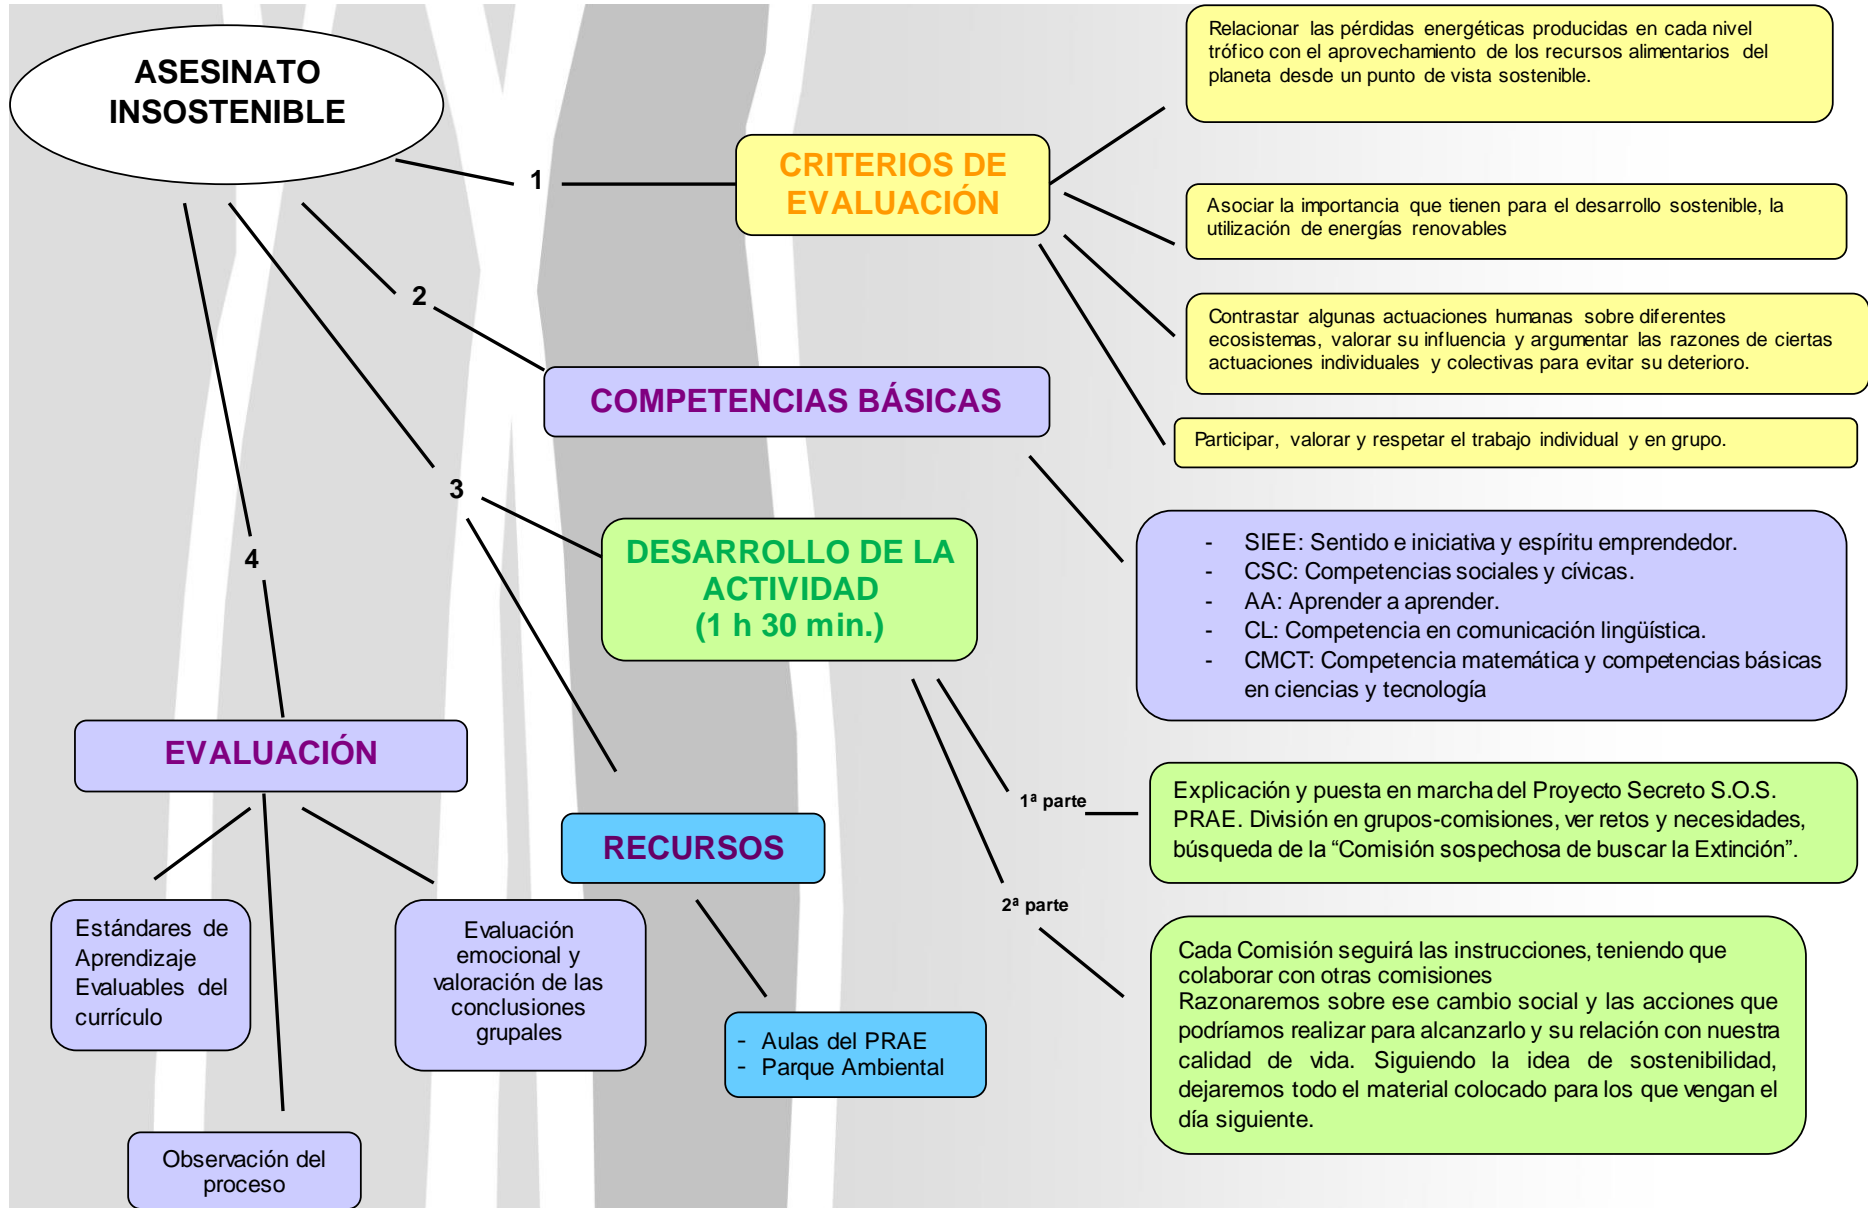 ASESINATO
INSOSTENIBLE
1
CRITERIOS DE
EVALUACIÓN
Relacionar las pérdidas energéticas producidas en cada nivel
trófico con el aprovechamiento de los recursos alimentarios del
planeta desde un punto de vista sostenible.
Asociar la importancia que tienen para el desarrollo sostenible, la
utilización de energías renovables
Contrastar algunas actuaciones humanas sobre diferentes
ecosistemas, valorar su influencia y argumentar las razones de ciertas
actuaciones individuales y colectivas para evitar su deterioro.
Participar, valorar y respetar el trabajo individual y en grupo.
2
COMPETENCIAS BÁSICAS
- SIEE: Sentido e iniciativa y espíritu emprendedor.
- CSC: Competencias sociales y cívicas.
- AA: Aprender a aprender.
- CL: Competencia en comunicación lingüística.
- CMCT: Competencia matemática y competencias básicas
en ciencias y tecnología
3
DESARROLLO DE LA
ACTIVIDAD
(1 h 30 min.)
1ª parte
Explicación y puesta en marcha del Proyecto Secreto S.O.S.
PRAE. División en grupos-comisiones, ver retos y necesidades,
búsqueda de la “Comisión sospechosa de buscar la Extinción”.
2ª parte
Cada Comisión seguirá las instrucciones, teniendo que
colaborar con otras comisiones
Razonaremos sobre ese cambio social y las acciones que
podríamos realizar para alcanzarlo y su relación con nuestra
calidad de vida. Siguiendo la idea de sostenibilidad,
dejaremos todo el material colocado para los que vengan el
día siguiente.
RECURSOS
- Aulas del PRAE
- Parque Ambiental
4
EVALUACIÓN
Estándares de
Aprendizaje
Evaluables del
currículo
Evaluación
emocional y
valoración de las
conclusiones
grupales
Observación del
proceso